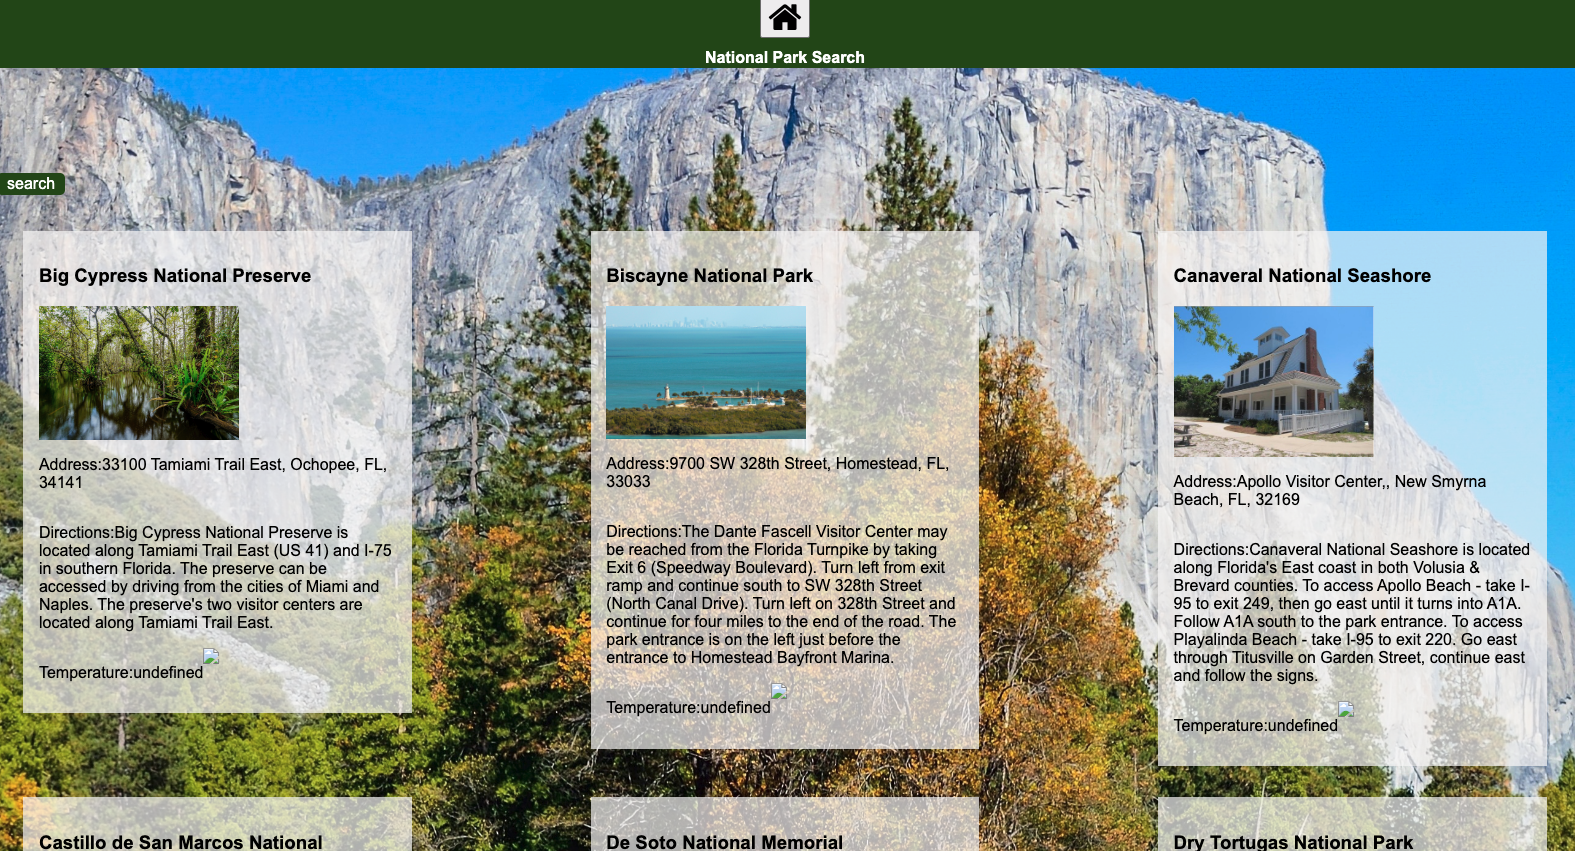 National Park Search
search
Big Cypress National Preserve
Address:33100 Tamiami Trail East, Ochopee, FL,
34141
Directions:Big Cypress National Preserve is
located along Tamiami Trail East (US 41) and I-75
in southern Florida. The preserve can be
accessed by driving from the cities of Miami and
Naples. The preserve's two visitor centers are
located along Tamiami Trail East.
Temperature:undefined
Biscayne National Park
Address:9700 SW 328th Street, Homestead, FL,
33033
Directions:The Dante Fascell Visitor Center may
be reached from the Florida Turnpike by taking
Exit 6 (Speedway Boulevard). Turn left from exit
ramp and continue south to SW 328th Street
(North Canal Drive). Turn left on 328th Street and
continue for four miles to the end of the road. The
park entrance is on the left just before the
entrance to Homestead Bayfront Marina.
Temperature:undefined
Canaveral National Seashore
Address:Apollo Visitor Center,, New Smyrna
Beach, FL, 32169
Directions:Canaveral National Seashore is located
along Florida's East coast in both Volusia &
Brevard counties. To access Apollo Beach - take I-
95 to exit 249, then go east until it turns into A1A.
Follow A1A south to the park entrance. To access
Playalinda Beach - take I-95 to exit 220. Go east
through Titusville on Garden Street, continue east
and follow the signs.
Temperature:undefined
Castillo de San Marcos National
De Soto National Memorial
Dry Tortugas National Park